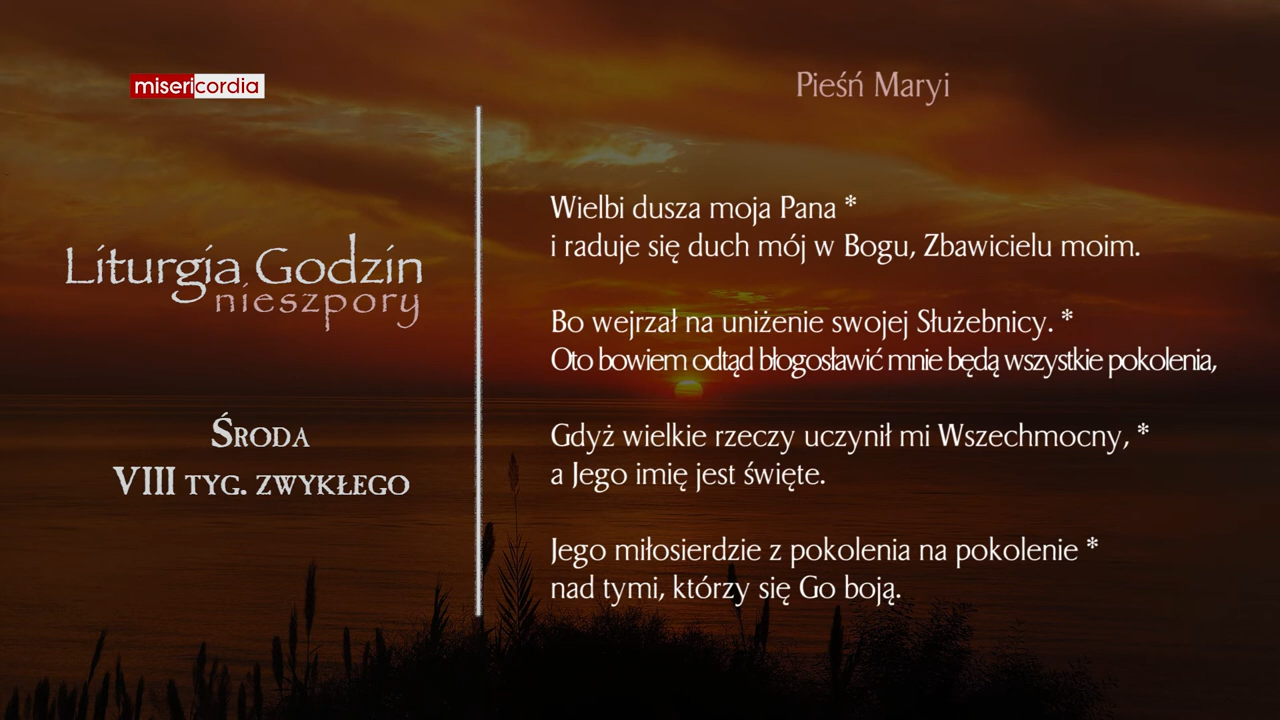 misericordia
Liturgia Godzin
nieszpory
Środa
VIII tyg. zwykłego
Pieśń Maryi
Wielbi dusza moja Pana *
i raduje się duch mój w Bogu, Zbawicielu moim.
Bo wejrzał na uniżenie swojej Służebnicy. *
Oto bowiem odtąd błogosławić mnie będą wszystkie pokolenia,
Gdyż wielkie rzeczy uczynił mi Wszechmocny, *
a Jego imię jest święte.
Jego miłosierdzie z pokolenia na pokolenie *
nad tymi, którzy się Go boją.